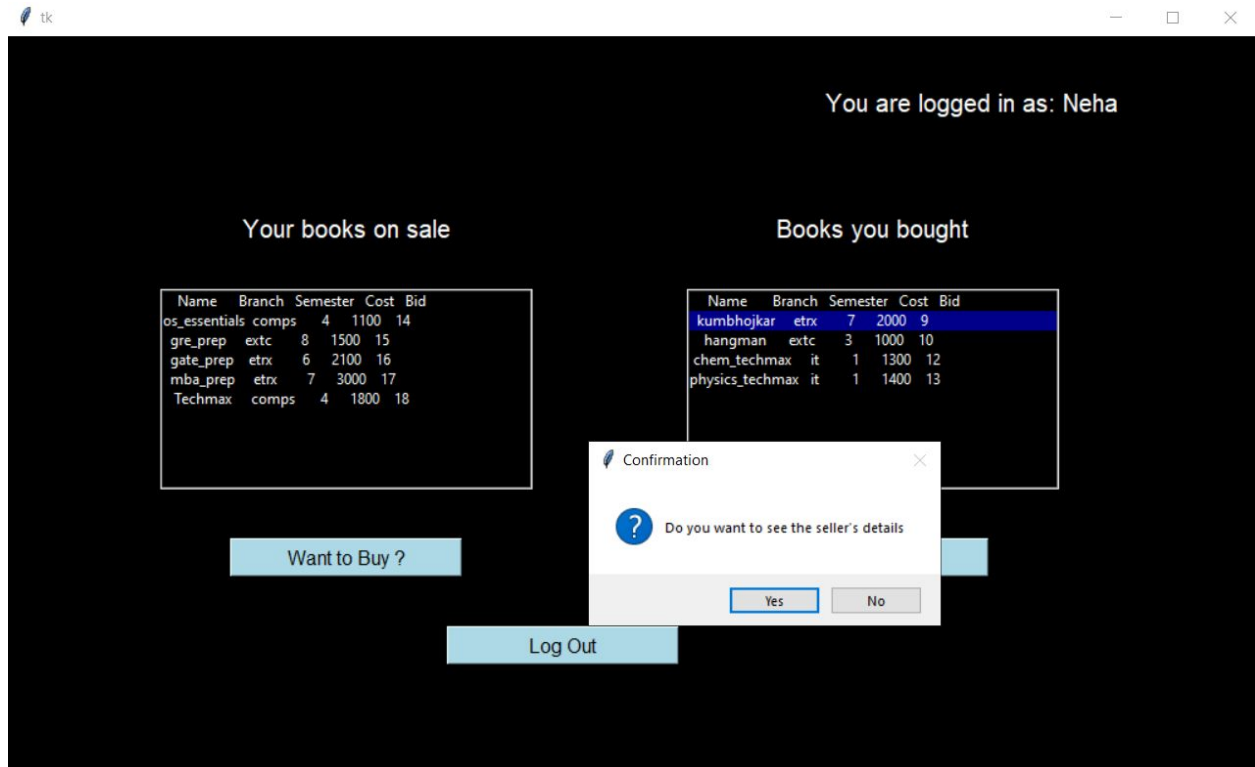 tk
You are logged in as: Neha
Your books on sale
Name Branch Semester Cost Bid
os_essentials comps 4 1100 14
gre_prep extc 8 1500 15
gate_prep etrx 6 2100 16
mba_prep etrx 7 3000 17
Techmax comps 4 1800 18
Books you bought
Name Branch Semester Cost Bid
kumbhojkar etrx 7 2000 9
hangman extc 3 1000 10
chem_techmax it 1 1300 12
physics_techmax it 1 1400 13
Confirmation
Do you want to see the seller's details
Yes No
Want to Buy ?
Log Out